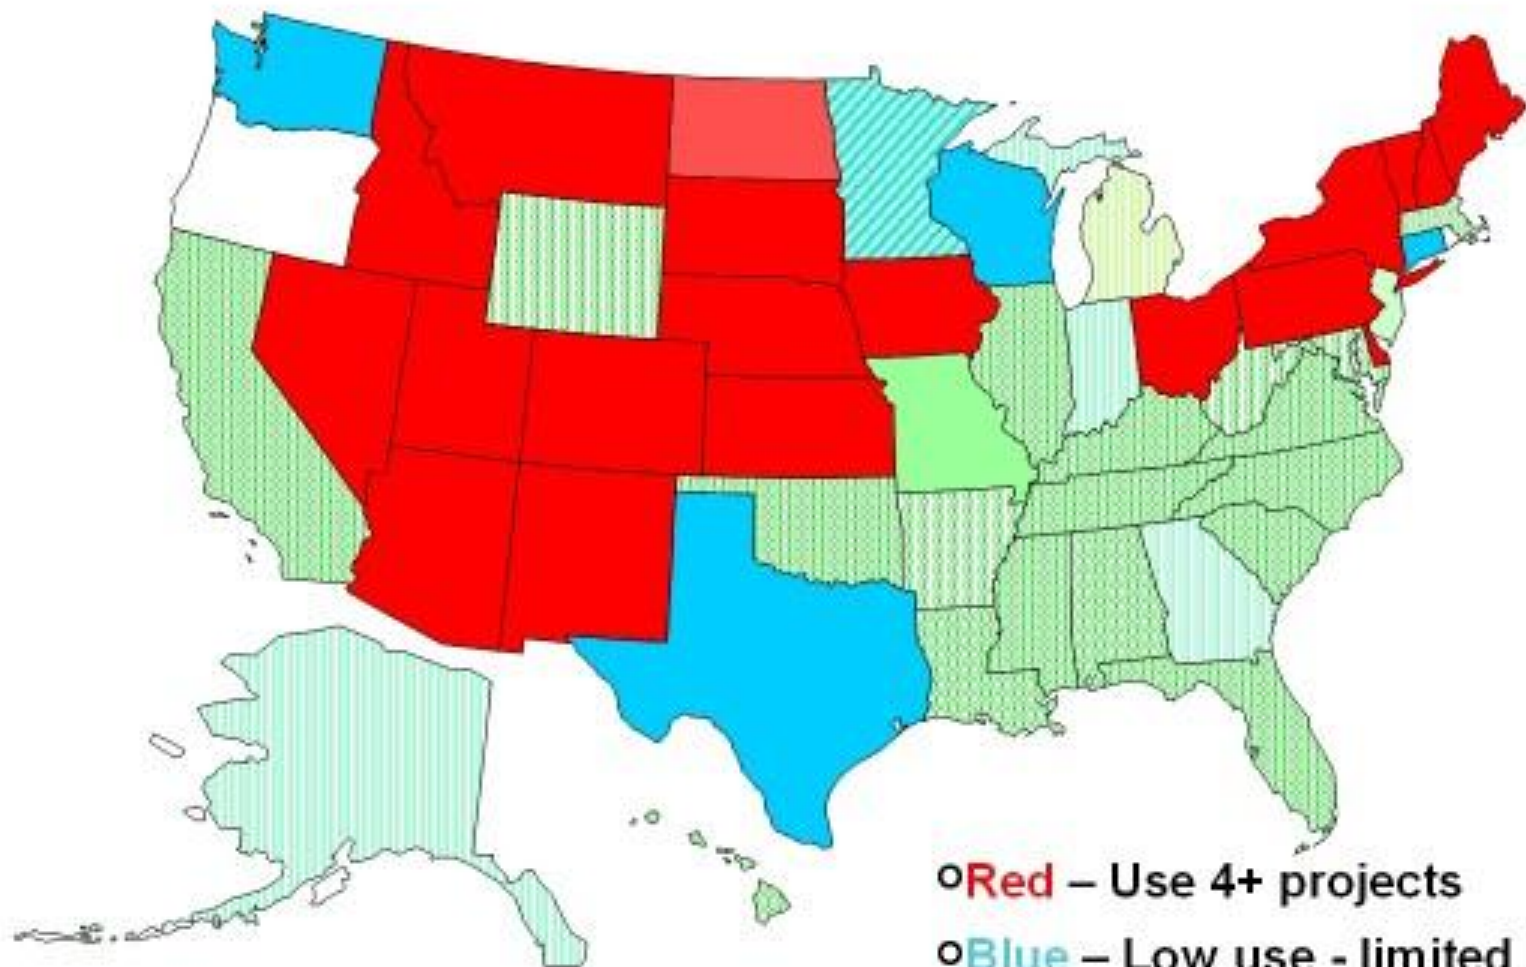 Red – Use 4+ projects
Blue – Low use - limited